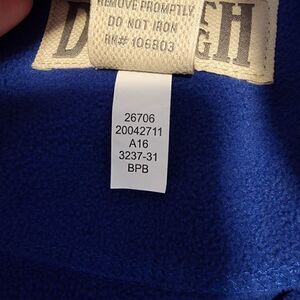 REMOVE PROMPTLY
DO NOT IRON
RN# 106803
26706
20042711
A16
3237-31
BPB